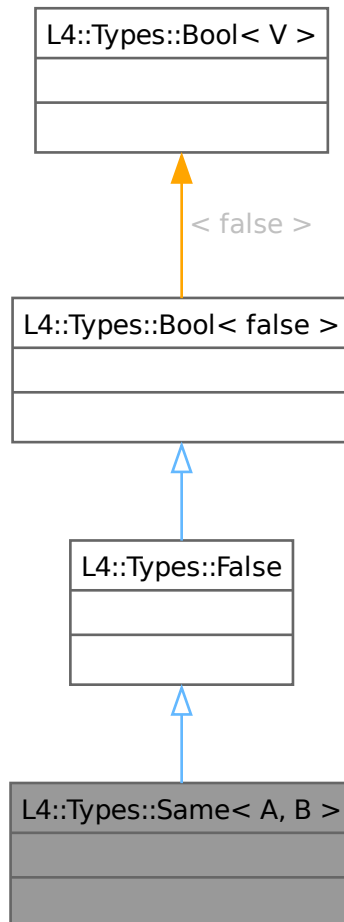 L4::Types::Bool< V >
< false >
L4::Types::Bool< false >
L4::Types::False
L4::Types::Same< A, B >